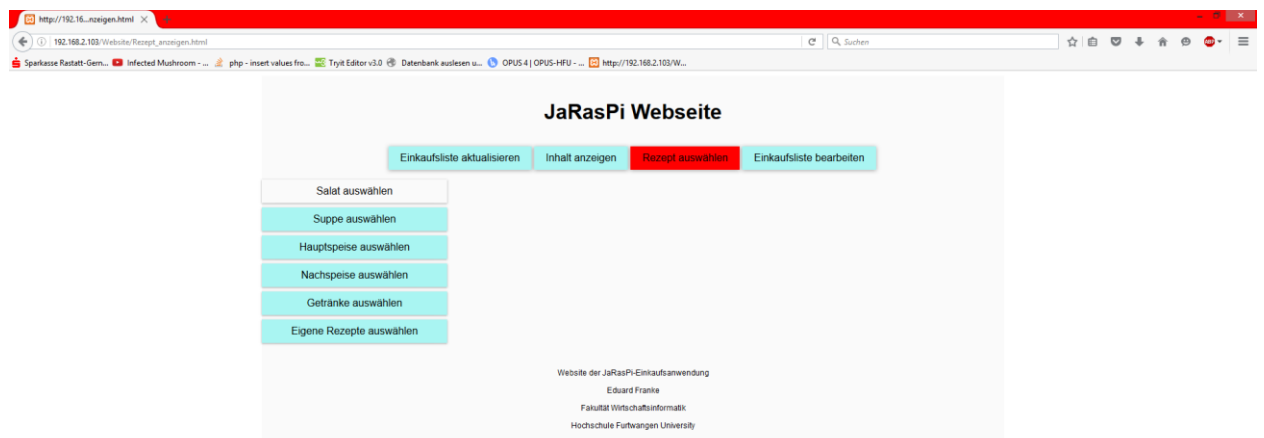 http://192.16...nzeigen.html
192.168.2.103/Website/Rezept_anzeigen.html
Suchen
Sparkasse Rastatt-Gern... Infected Mushroom - ... php - insert values fro... Tryit Editor v3.0 Datenbank auslesen u... OPUS 4 | OPUS-HFU - ... http://192.168.2.103/W...
JaRasPi Webseite
Einkaufsliste aktualisieren Inhalt anzeigen Rezept auswählen Einkaufsliste bearbeiten
Salat auswählen
Suppe auswählen
Hauptspeise auswählen
Nachspeise auswählen
Getränke auswählen
Eigene Rezepte auswählen
Website der JaRasPi-Einkaufsanwendung
Eduard Franke
Fakultät Wirtschaftsinformatik
Hochschule Furtwangen University